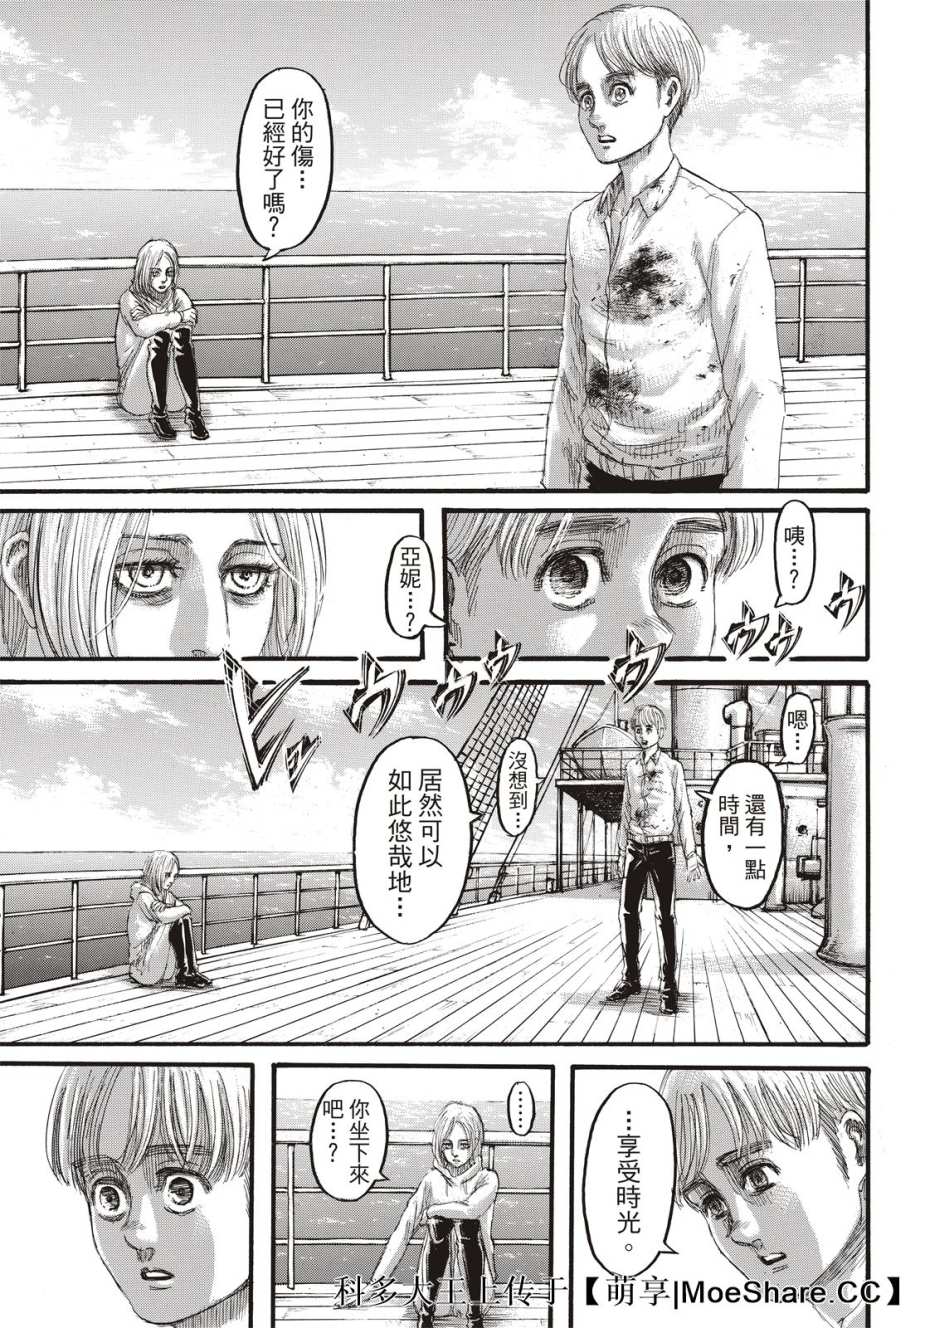 你的傷…
已經好了嗎？
咦…？
亞妮…？
ビュウウウウウウ
嗯…
還有一點
時間，
沒想到…
居然可以
如此悠哉地…
…享受時光。
……
你坐下來
吧…？
科多大王上传于【萌享|MoeShare.CC】